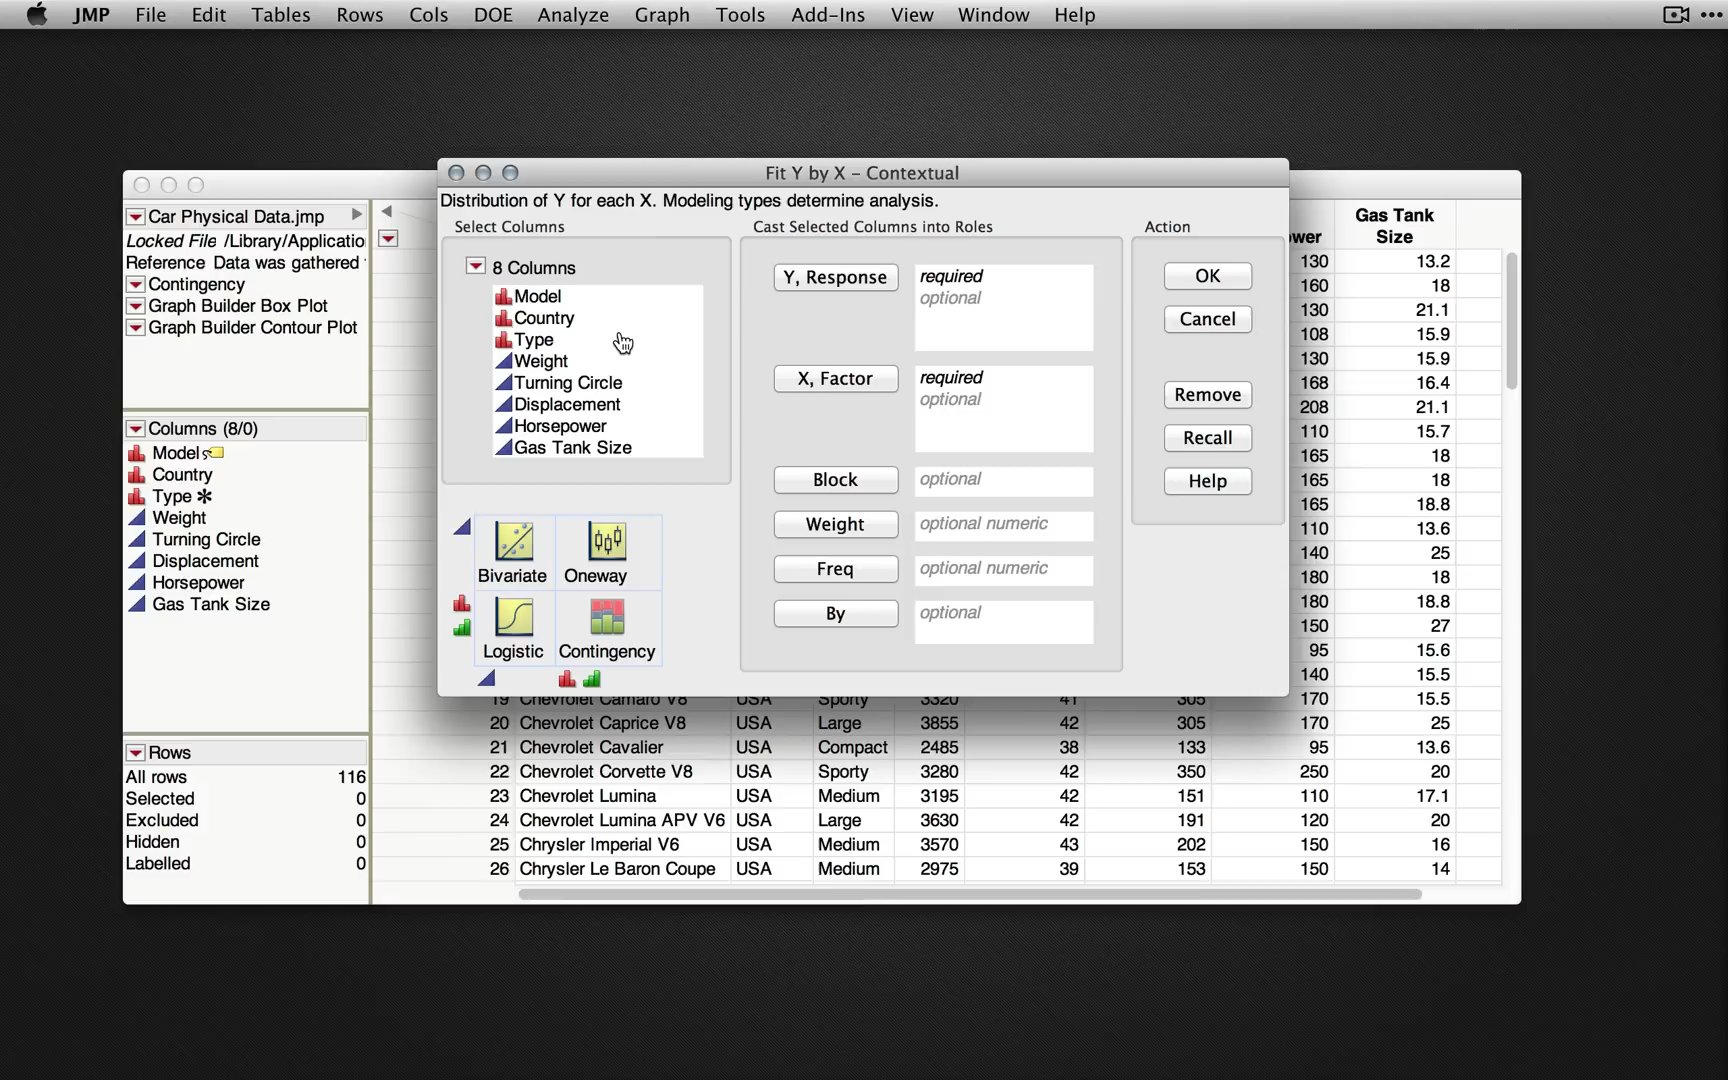 JMP File Edit Tables Rows Cols DOE Analyze Graph Tools Add-Ins View Window Help
Fit Y by X – Contextual
Distribution of Y for each X. Modeling types determine analysis.
Select Columns
8 Columns
Model
Country
Type
Weight
Turning Circle
Displacement
Horsepower
Gas Tank Size
Bivariate Oneway
Logistic Contingency
Cast Selected Columns into Roles
Y, Response required
optional
X, Factor required
optional
Block optional
Weight optional numeric
Freq optional numeric
By optional
Action
OK
Cancel
Remove
Recall
Help
Car Physical Data.jmp
Locked File /Library/Applicatio
Reference Data was gathered
Contingency
Graph Builder Box Plot
Graph Builder Contour Plot
Columns (8/0)
Model
Country
Type ✻
Weight
Turning Circle
Displacement
Horsepower
Gas Tank Size
Rows
All rows 116
Selected 0
Excluded 0
Hidden 0
Labelled 0
wer Gas Tank Size
130 13.2
160 18
130 21.1
108 15.9
130 15.9
168 16.4
208 21.1
110 15.7
165 18
165 18
165 18.8
110 13.6
140 25
180 18
180 18.8
150 27
95 15.6
140 15.5
19 Chevrolet Camaro V8 USA Sporty 3320 41 305 170 15.5
20 Chevrolet Caprice V8 USA Large 3855 42 305 170 25
21 Chevrolet Cavalier USA Compact 2485 38 133 95 13.6
22 Chevrolet Corvette V8 USA Sporty 3280 42 350 250 20
23 Chevrolet Lumina USA Medium 3195 42 151 110 17.1
24 Chevrolet Lumina APV V6 USA Large 3630 42 191 120 20
25 Chrysler Imperial V6 USA Medium 3570 43 202 150 16
26 Chrysler Le Baron Coupe USA Medium 2975 39 153 150 14